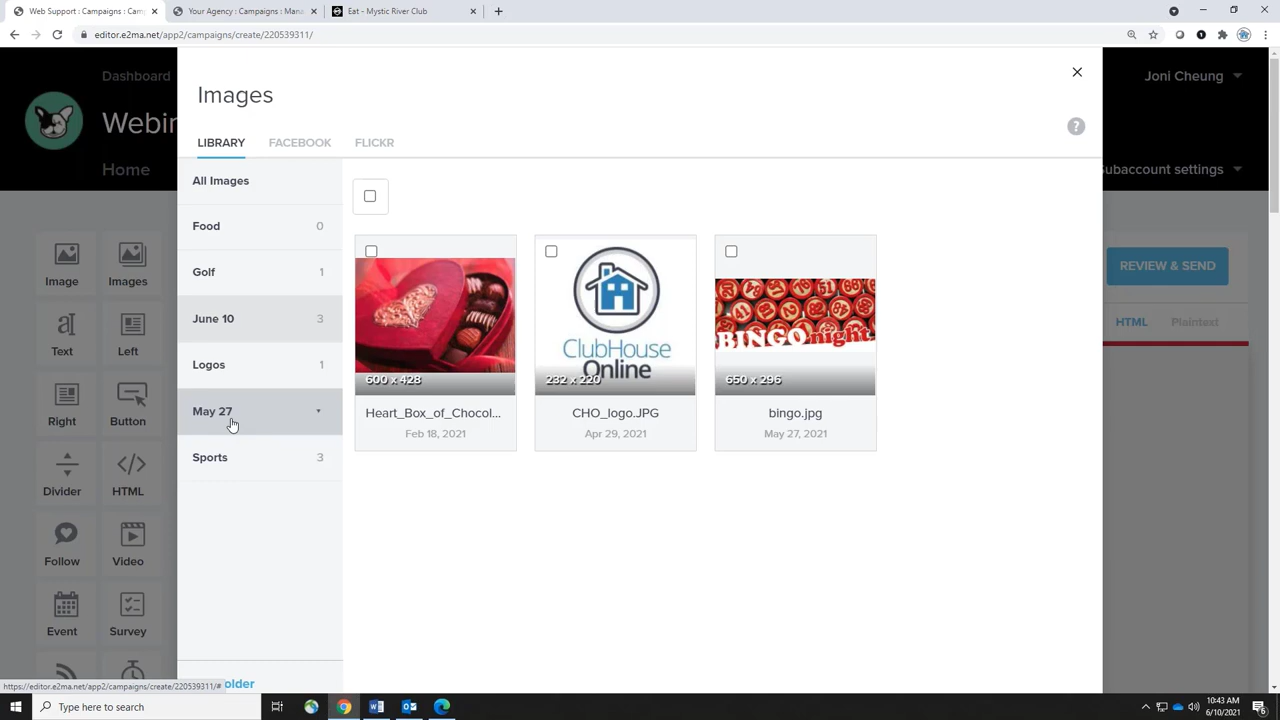 Web Support : Campaigns : Camp
Your Agency : Campaigns : Mana
Eat - Mystic River Club
editor.e2ma.net/app2/campaigns/create/220539311/
Dashboard
Joni Cheung
Webin
Home
Subaccount settings
Images
LIBRARY
FACEBOOK
FLICKR
?
All Images
Food 0
Golf 1
June 10 3
Logos 1
May 27
Sports 3
older
600 x 428
Heart_Box_of_Chocol...
Feb 18, 2021
ClubHouse
Online
232 x 220
CHO_logo.JPG
Apr 29, 2021
BINGO night
650 x 296
bingo.jpg
May 27, 2021
Image
Images
Text
Left
Right
Button
Divider
HTML
Follow
Video
Event
Survey
REVIEW & SEND
HTML
Plaintext
https://editor.e2ma.net/app2/campaigns/create/220539311/#
Type here to search
10:43 AM
6/10/2021